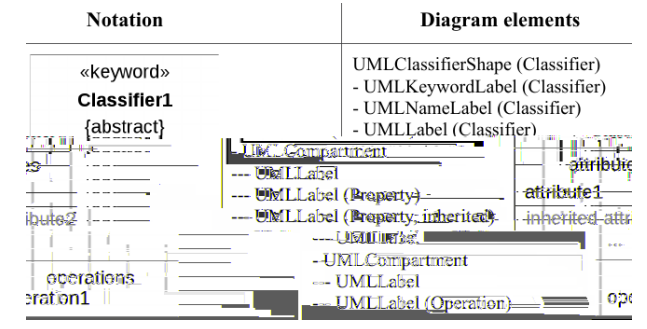 Notation
Diagram elements
«keyword»
Classifier1
{abstract}
UMLClassifierShape (Classifier)
- UMLKeywordLabel (Classifier)
- UMLNameLabel (Classifier)
- UMLLabel (Classifier)
- UMLCompartment
-- UMLLabel
-- UMLLabel (Property)
-- UMLLabel (Property, inherited)
attribute1
inherited
- UMLCompartment
-- UMLLabel
-- UMLLabel (Operation)
operations